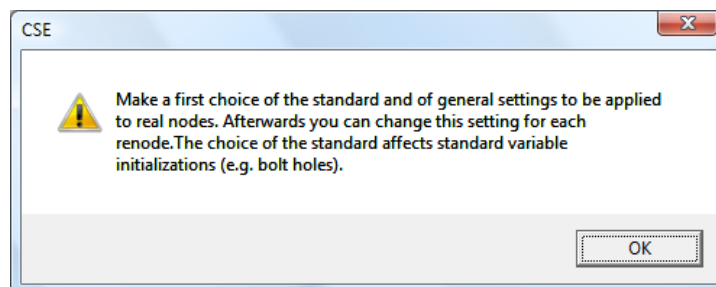 CSE
Make a first choice of the standard and of general settings to be applied
to real nodes. Afterwards you can change this setting for each
renode.The choice of the standard affects standard variable
initializations (e.g. bolt holes).
OK